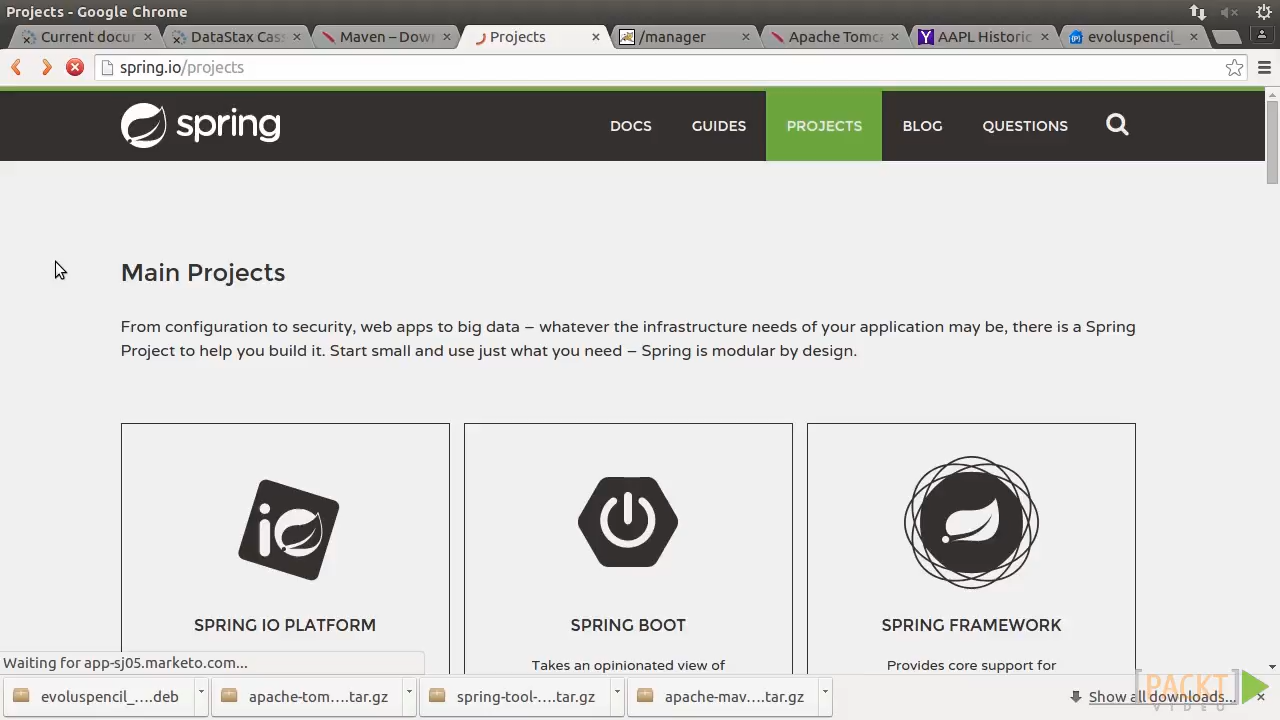 Projects - Google Chrome
Current docu
DataStax Cas
Maven – Dow
Projects
/manager
Apache Tomca
AAPL Historic
evoluspencil_
spring.io/projects
spring
DOCS
GUIDES
PROJECTS
BLOG
QUESTIONS
Main Projects
From configuration to security, web apps to big data – whatever the infrastructure needs of your application may be, there is a Spring
Project to help you build it. Start small and use just what you need – Spring is modular by design.
io
SPRING IO PLATFORM
SPRING BOOT
SPRING FRAMEWORK
Takes an opinionated view of
Provides core support for
Waiting for app-sj05.marketo.com...
evoluspencil_....deb
apache-tom....tar.gz
spring-tool-....tar.gz
apache-mav....tar.gz
Show all downloads...
PACKT
VIDEO